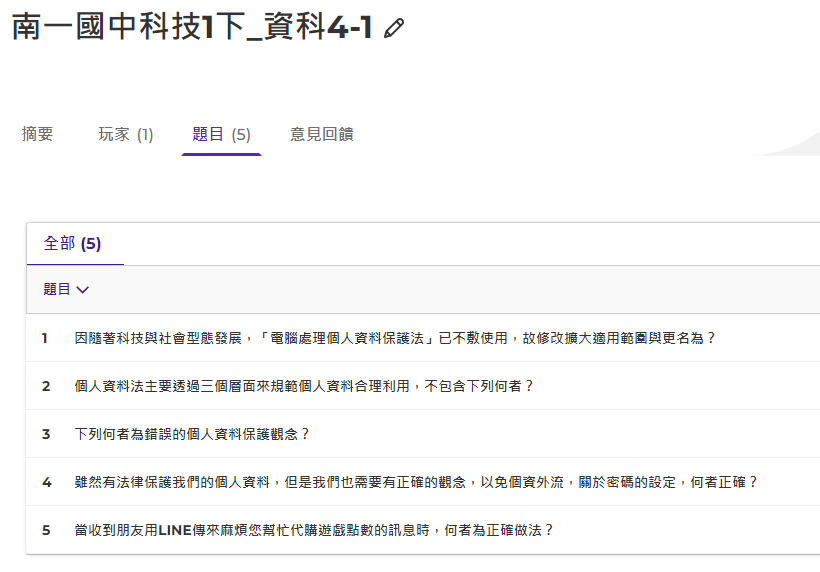 南一國中科技1下_資科4-1
摘要 玩家 (1) 題目 (5) 意見回饋
全部 (5)
題目
1 因隨著科技與社會型態發展，「電腦處理個人資料保護法」已不敷使用，故修改擴大適用範圍與更名為？
2 個人資料法主要透過三個層面來規範個人資料合理利用，不包含下列何者？
3 下列何者為錯誤的個人資料保護觀念？
4 雖然有法律保護我們的個人資料，但是我們也需要有正確的觀念，以免個資外流，關於密碼的設定，何者正確？
5 當收到朋友用LINE傳來麻煩您幫忙代購遊戲點數的訊息時，何者為正確做法？